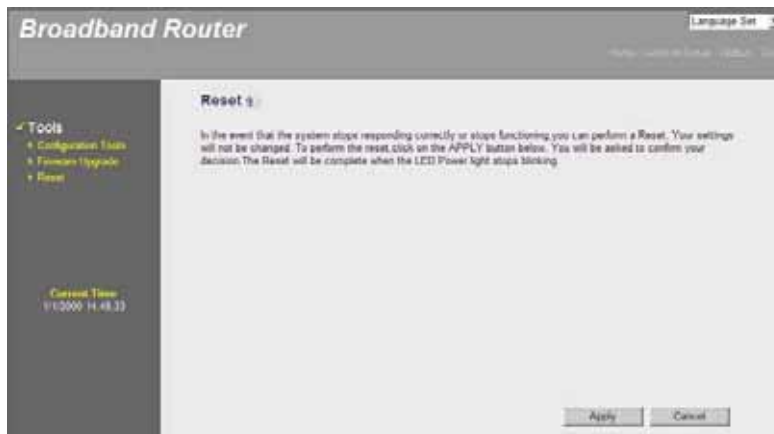 Broadband Router
Language Set
Reset
In the event that the system stops responding correctly or stops functioning,you can perform a Reset. Your settings
will not be changed. To perform the reset,click on the APPLY button below. You will be asked to confirm your
decision.The Reset will be complete when the LED Power light stops blinking.
Tools
Configuration Tools
Firmware Upgrade
Reset
Current Time
1/1/2000
Apply
Cancel